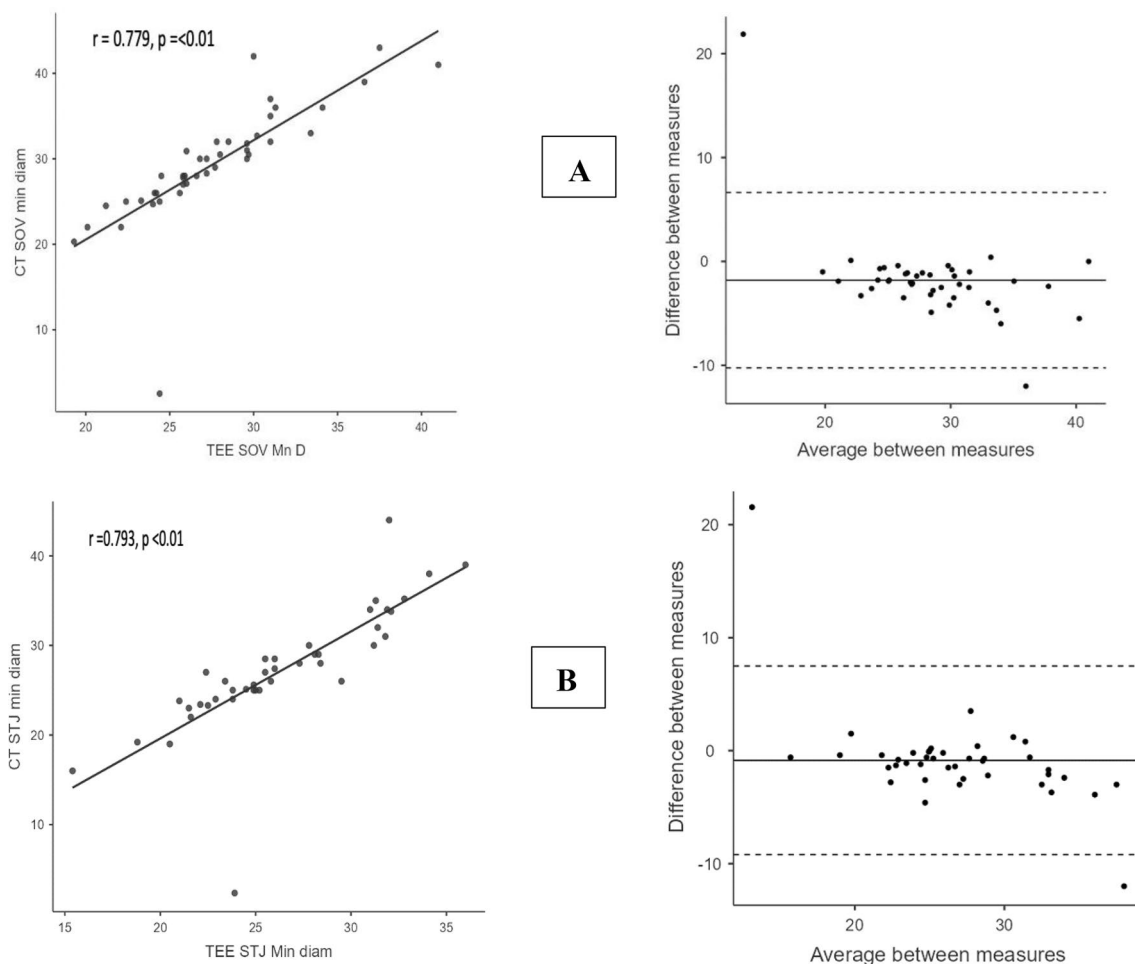 r = 0.779, p =<0.01
CT SOV min diam
40
30
20
10
20 25 30 35 40
TEE SOV Mn D
A
Difference between measures
20
10
0
-10
20 30 40
Average between measures
r =0.793, p <0.01
CT STJ min diam
40
30
20
10
15 20 25 30 35
TEE STJ Min diam
B
Difference between measures
20
10
0
-10
20 30
Average between measures